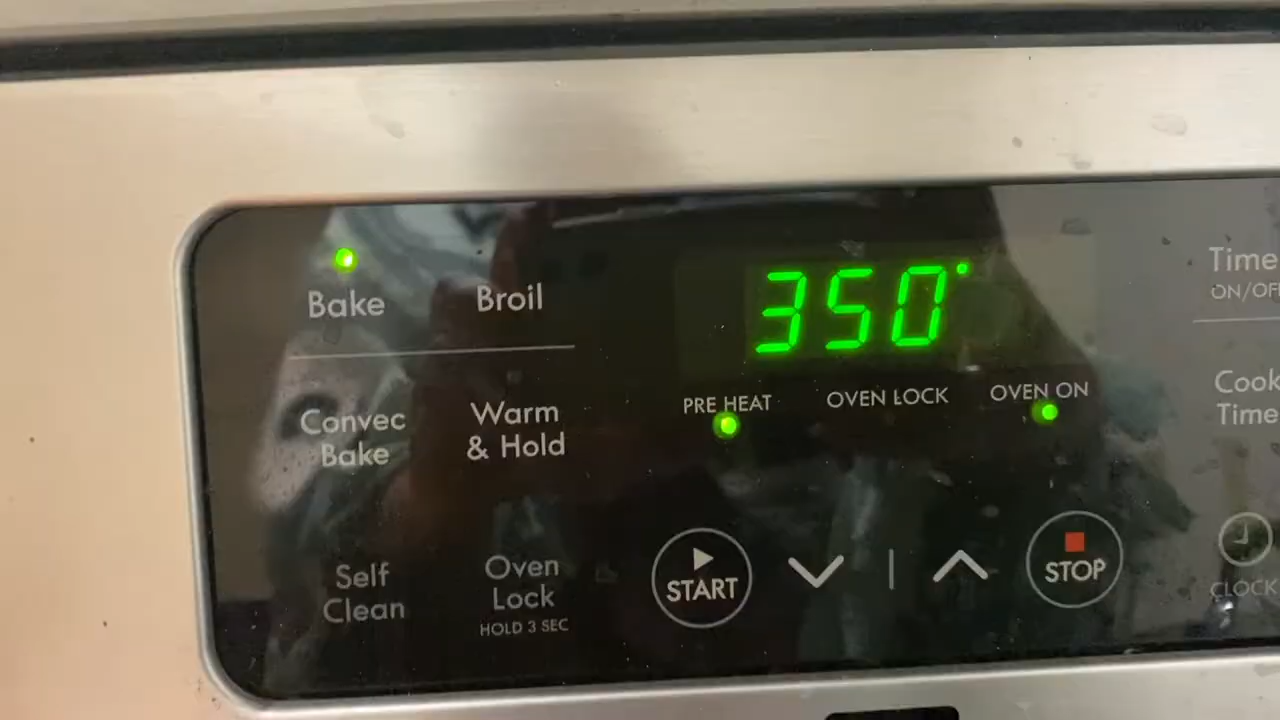 Bake
Broil
350°
Time
ON/OFF
PRE HEAT
OVEN LOCK
OVEN ON
Convec
Bake
Warm
& Hold
Cook
Time
Self
Clean
Oven
Lock
HOLD 3 SEC
START
STOP
CLOCK